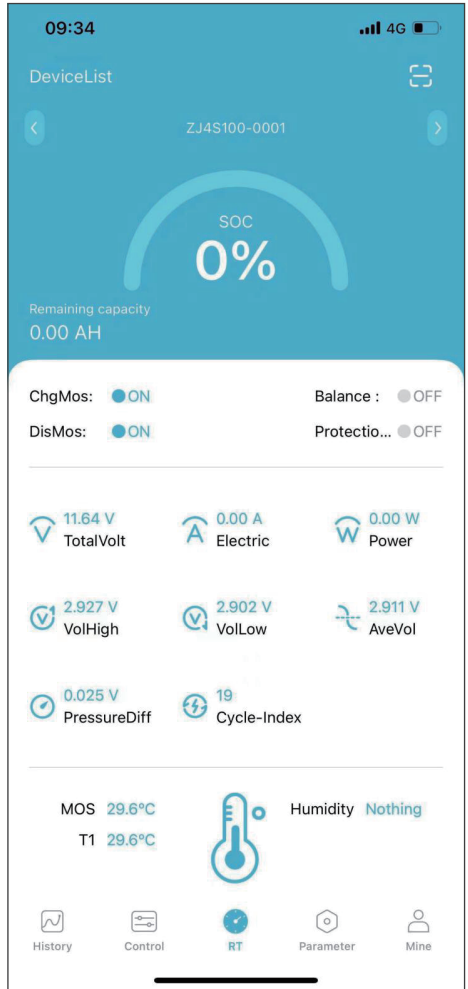 09:34 4G
DeviceList
ZJ4S100-0001
SOC
0%
Remaining capacity
0.00 AH
ChgMos: ON Balance : OFF
DisMos: ON Protectio... OFF
11.64 V 0.00 A 0.00 W
TotalVolt Electric Power
2.927 V 2.902 V 2.911 V
VolHigh VolLow AveVol
0.025 V 19
PressureDiff Cycle-Index
MOS 29.6°C Humidity Nothing
T1 29.6°C
History Control RT Parameter Mine